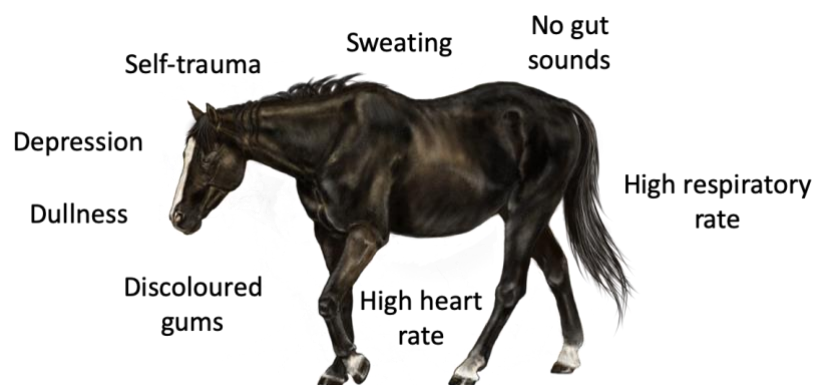 No gut
sounds
Sweating
Self-trauma
Depression
High respiratory
rate
Dullness
Discoloured
gums
High heart
rate